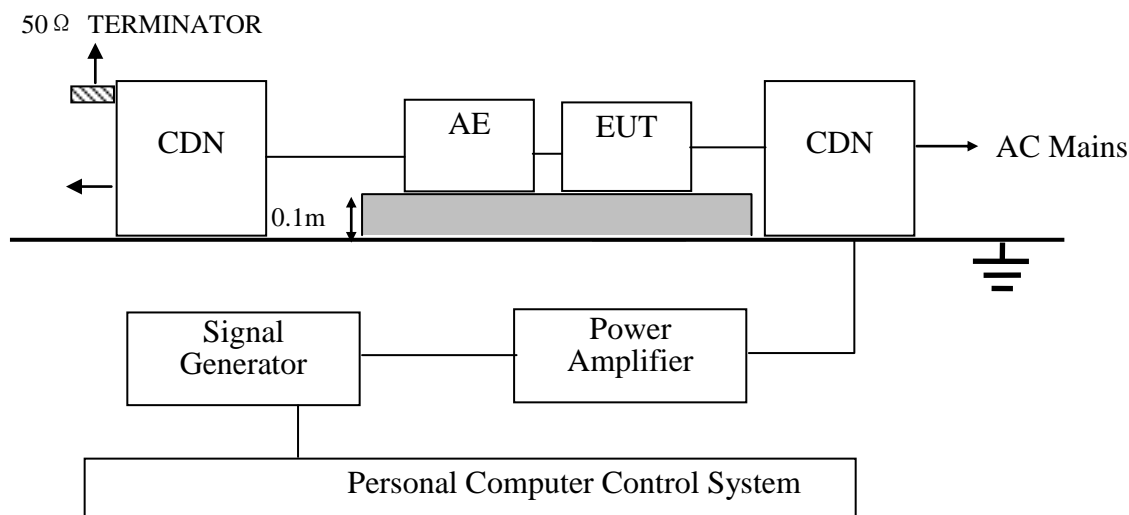 50Ω TERMINATOR
CDN
AE
EUT
CDN
AC Mains
0.1m
Signal
Generator
Power
Amplifier
Personal Computer Control System